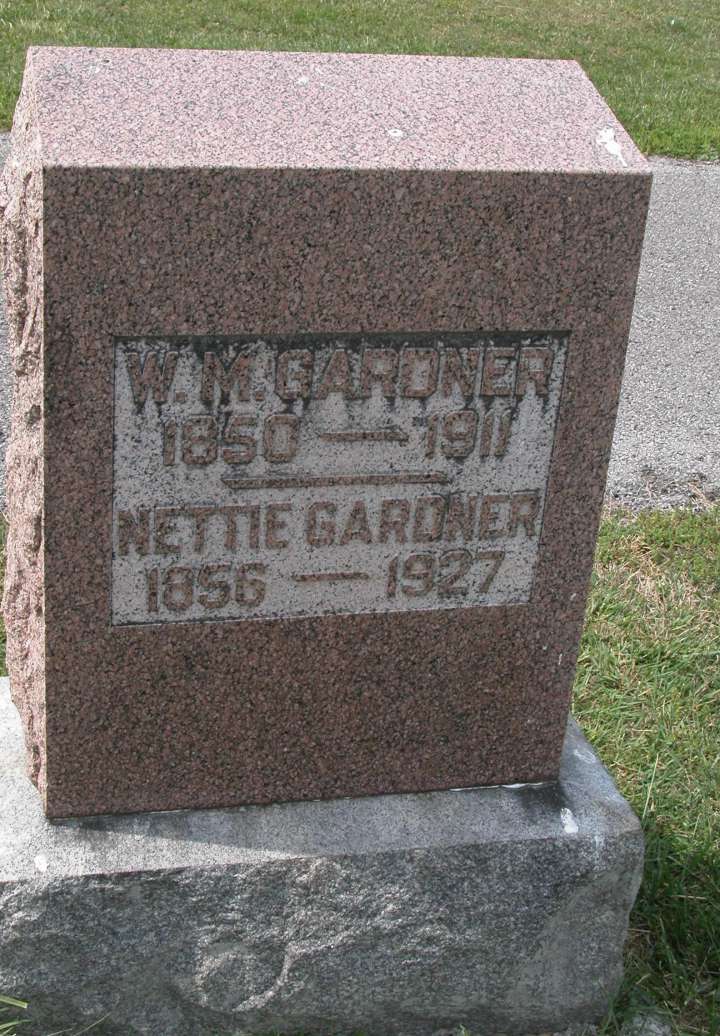 W. M. GARDNER
1850 — 1911
NETTIE GARDNER
1856 — 1927